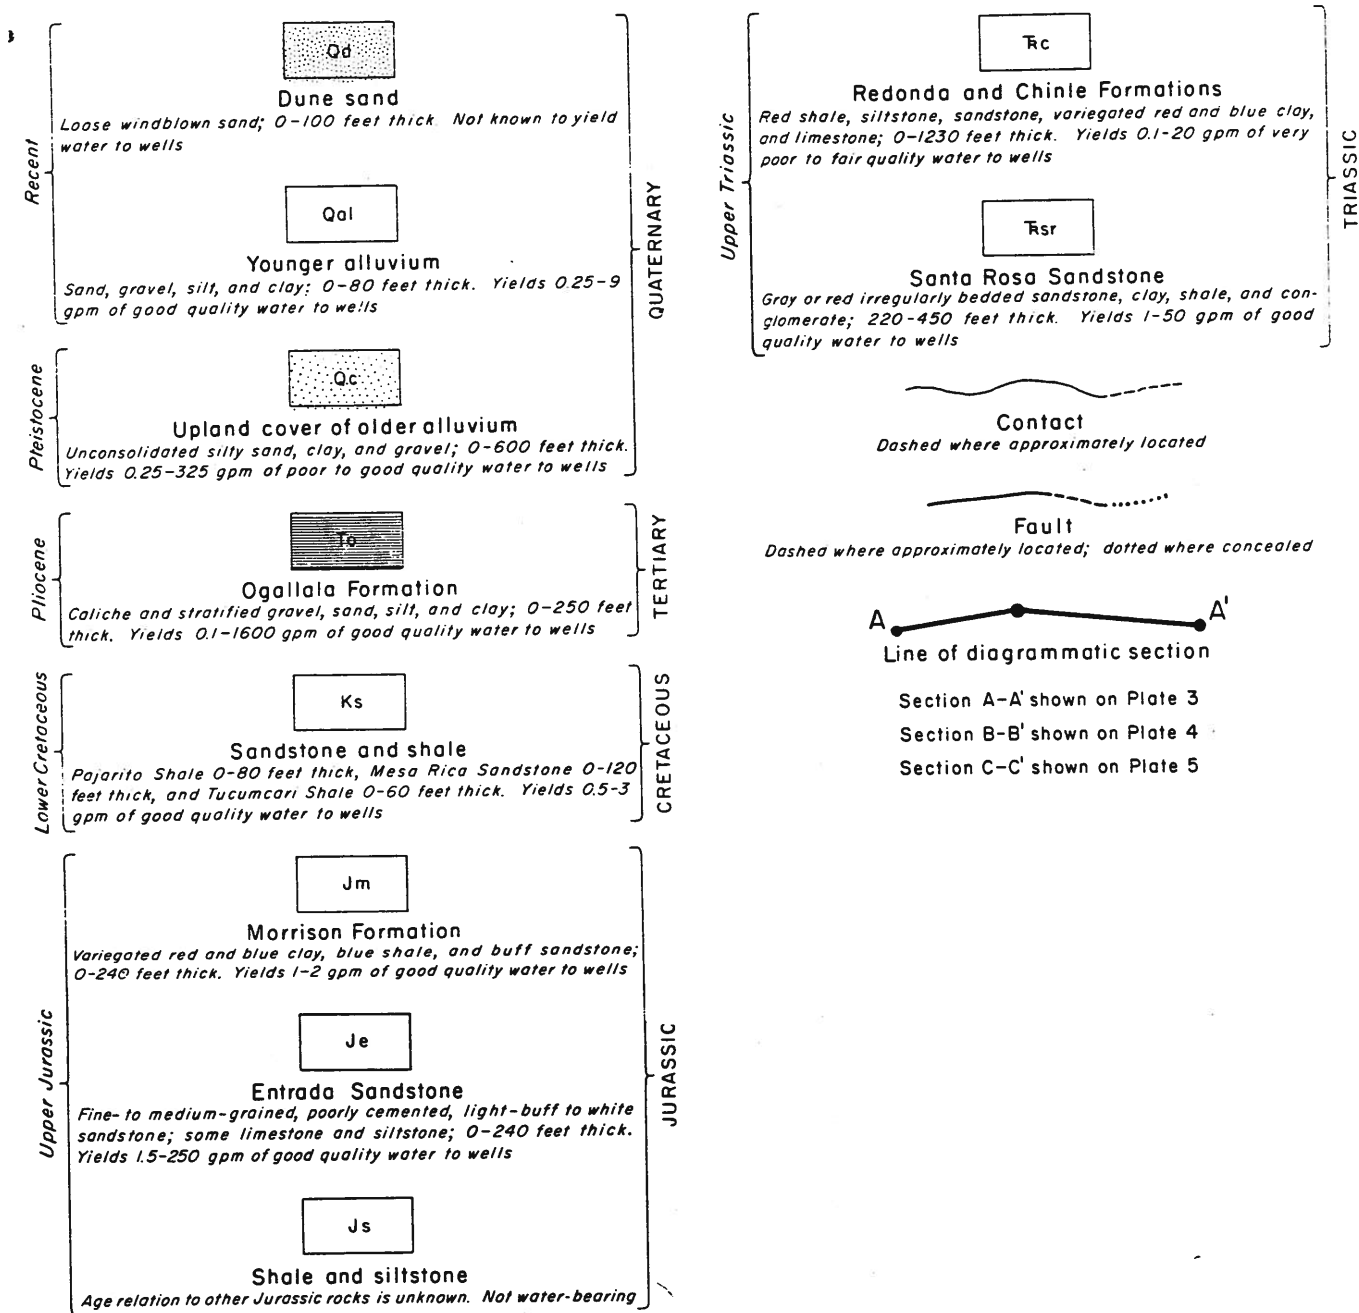 Recent
Qd
Dune sand
Loose windblown sand; 0-100 feet thick. Not known to yield
water to wells
Qal
Younger alluvium
Sand, gravel, silt, and clay; 0-80 feet thick. Yields 0.25-9
gpm of good quality water to wells
Pleistocene
Qc
Upland cover of older alluvium
Unconsolidated silty sand, clay, and gravel; 0-600 feet thick.
Yields 0.25-325 gpm of poor to good quality water to wells
QUATERNARY
Pliocene
To
Ogallala Formation
Caliche and stratified gravel, sand, silt, and clay; 0-250 feet
thick. Yields 0.1-1600 gpm of good quality water to wells
TERTIARY
Lower Cretaceous
Ks
Sandstone and shale
Pajarito Shale 0-80 feet thick, Mesa Rica Sandstone 0-120
feet thick, and Tucumcari Shale 0-60 feet thick. Yields 0.5-3
gpm of good quality water to wells
CRETACEOUS
Upper Jurassic
Jm
Morrison Formation
Variegated red and blue clay, blue shale, and buff sandstone;
0-240 feet thick. Yields 1-2 gpm of good quality water to wells
Je
Entrada Sandstone
Fine- to medium-grained, poorly cemented, light-buff to white
sandstone; some limestone and siltstone; 0-240 feet thick.
Yields 1.5-250 gpm of good quality water to wells
Js
Shale and siltstone
Age relation to other Jurassic rocks is unknown. Not water-bearing
JURASSIC
Upper Triassic
TRc
Redonda and Chinle Formations
Red shale, siltstone, sandstone, variegated red and blue clay,
and limestone; 0-1230 feet thick. Yields 0.1-20 gpm of very
poor to fair quality water to wells
TRsr
Santa Rosa Sandstone
Gray or red irregularly bedded sandstone, clay, shale, and con-
glomerate; 220-450 feet thick. Yields 1-50 gpm of good
quality water to wells
TRIASSIC
Contact
Dashed where approximately located
Fault
Dashed where approximately located; dotted where concealed
A A'
Line of diagrammatic section
Section A-A' shown on Plate 3
Section B-B' shown on Plate 4
Section C-C' shown on Plate 5